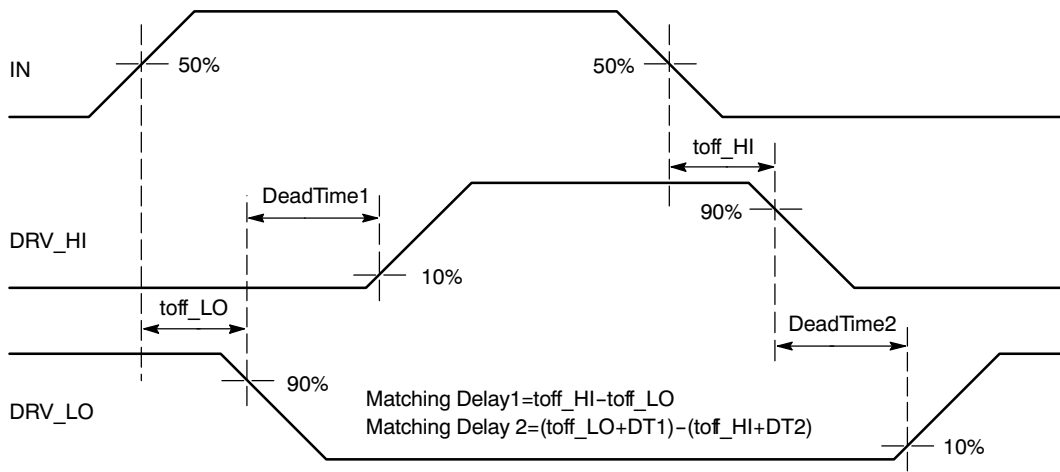 IN
50%
50%
toff_HI
DeadTime1
90%
DRV_HI
10%
toff_LO
DeadTime2
90%
DRV_LO
Matching Delay1=toff_HI−toff_LO
Matching Delay 2=(toff_LO+DT1)−(toff_HI+DT2)
10%